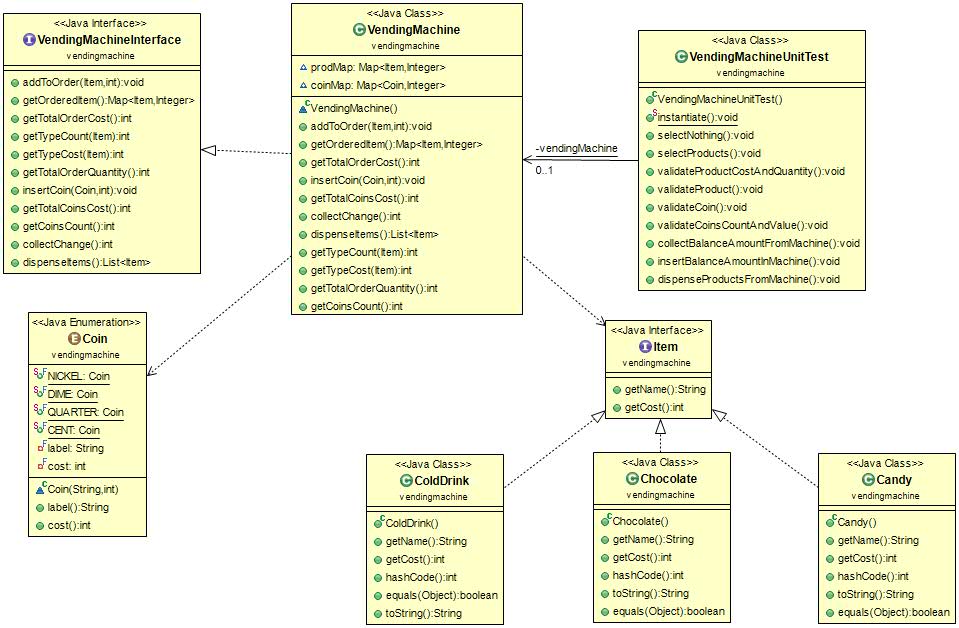 <<Java Interface>>
VendingMachineInterface
vendingmachine
addToOrder(Item,int):void
getOrderedItem():Map<Item,Integer>
getTotalOrderCost():int
getTypeCount(Item):int
getTypeCost(Item):int
getTotalOrderQuantity():int
insertCoin(Coin,int):void
getTotalCoinsCost():int
getCoinsCount():int
collectChange():int
dispenseItems():List<Item>
<<Java Class>>
VendingMachine
vendingmachine
prodMap: Map<Item,Integer>
coinMap: Map<Coin,Integer>
VendingMachine()
addToOrder(Item,int):void
getOrderedItem():Map<Item,Integer>
getTotalOrderCost():int
insertCoin(Coin,int):void
getTotalCoinsCost():int
collectChange():int
dispenseItems():List<Item>
getTypeCount(Item):int
getTypeCost(Item):int
getTotalOrderQuantity():int
getCoinsCount():int
-vendingMachine
0..1
<<Java Class>>
VendingMachineUnitTest
vendingmachine
VendingMachineUnitTest()
instantiate():void
selectNothing():void
selectProducts():void
validateProductCostAndQuantity():void
validateProduct():void
validateCoin():void
validateCoinsCountAndValue():void
collectBalanceAmountFromMachine():void
insertBalanceAmountInMachine():void
dispenseProductsFromMachine():void
<<Java Enumeration>>
Coin
vendingmachine
NICKEL: Coin
DIME: Coin
QUARTER: Coin
CENT: Coin
label: String
cost: int
Coin(String,int)
label():String
cost():int
<<Java Interface>>
Item
vendingmachine
getName():String
getCost():int
<<Java Class>>
ColdDrink
vendingmachine
ColdDrink()
getName():String
getCost():int
hashCode():int
equals(Object):boolean
toString():String
<<Java Class>>
Chocolate
vendingmachine
Chocolate()
getName():String
getCost():int
hashCode():int
toString():String
equals(Object):boolean
<<Java Class>>
Candy
vendingmachine
Candy()
getName():String
getCost():int
hashCode():int
toString():String
equals(Object):boolean